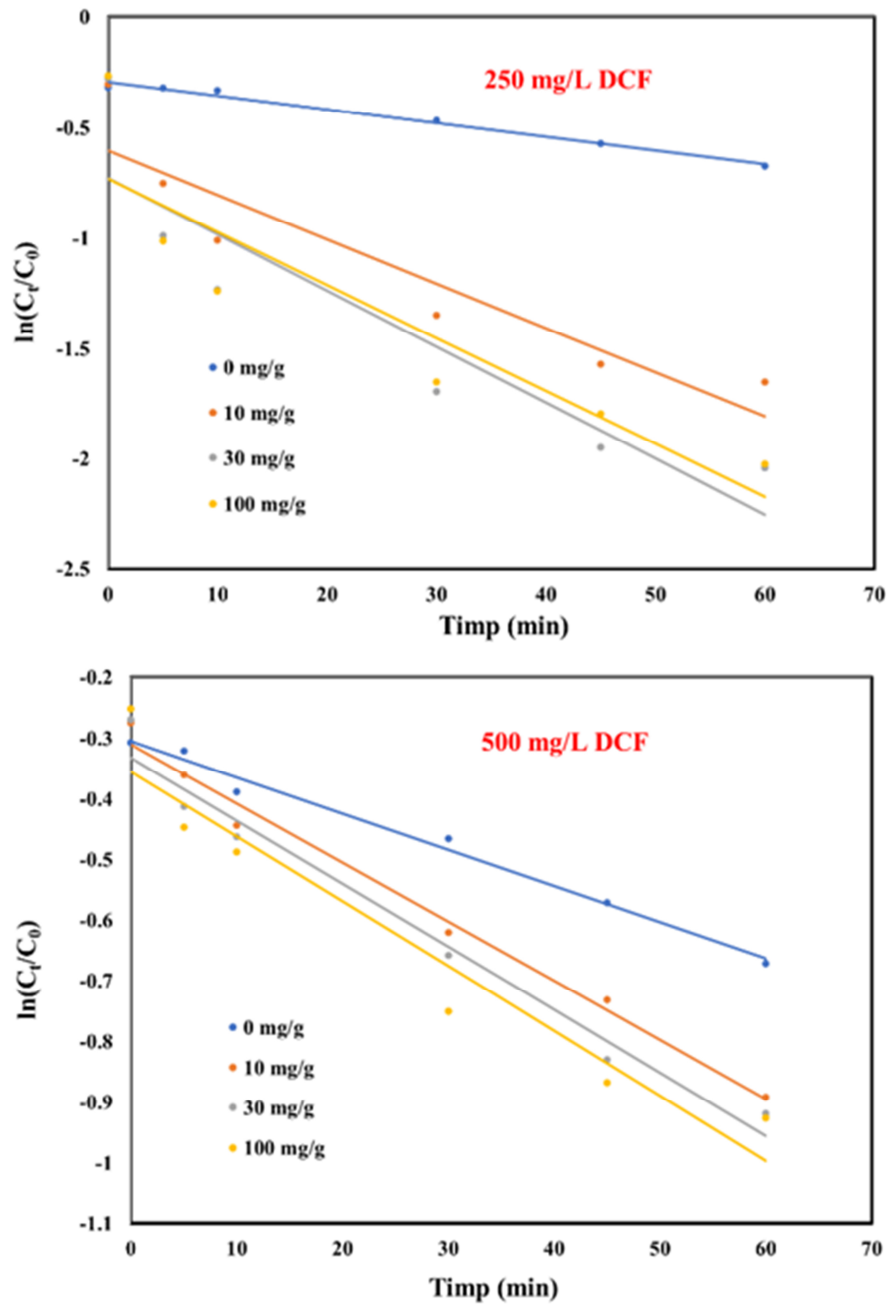 0
250 mg/L DCF
-0.5
-1
ln(Ct/C0)
-1.5
0 mg/g
10 mg/g
-2
30 mg/g
100 mg/g
-2.5
0 10 20 30 40 50 60 70
Timp (min)
-0.2
500 mg/L DCF
-0.3
-0.4
-0.5
-0.6
ln(Ct/C0)
-0.7
-0.8
0 mg/g
10 mg/g
-0.9
30 mg/g
-1
100 mg/g
-1.1
0 10 20 30 40 50 60 70
Timp (min)